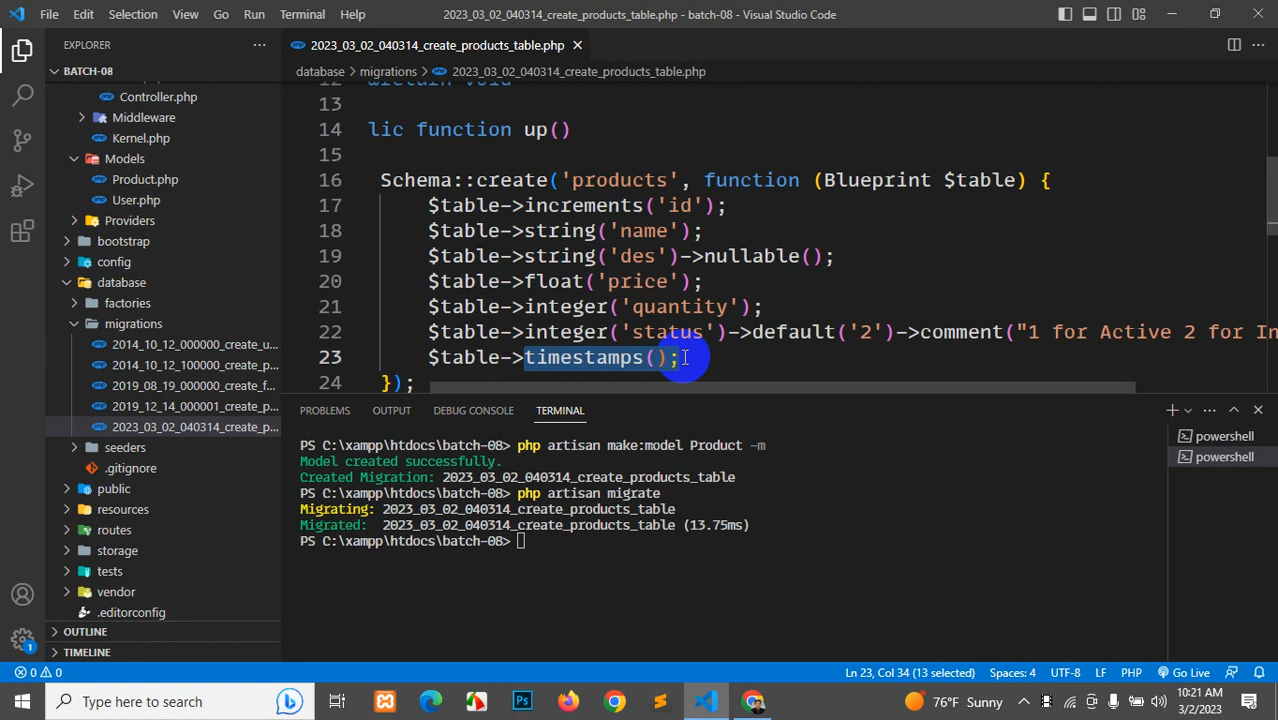 File Edit Selection View Go Run Terminal Help
2023_03_02_040314_create_products_table.php - batch-08 - Visual Studio Code
EXPLORER
2023_03_02_040314_create_products_table.php
BATCH-08
database > migrations > 2023_03_02_040314_create_products_table.php
Controller.php
Middleware
Kernel.php
Models
Product.php
User.php
Providers
bootstrap
config
database
factories
migrations
2014_10_12_000000_create_u...
2014_10_12_100000_create_p...
2019_08_19_000000_create_f...
2019_12_14_000001_create_p...
2023_03_02_040314_create_p...
seeders
.gitignore
public
resources
routes
storage
tests
vendor
.editorconfig
OUTLINE
TIMELINE
12 @return void
13
14 lic function up()
15
16 Schema::create('products', function (Blueprint $table) {
17 $table->increments('id');
18 $table->string('name');
19 $table->string('des')->nullable();
20 $table->float('price');
21 $table->integer('quantity');
22 $table->integer('status')->default('2')->comment("1 for Active 2 for In
23 $table->timestamps();
24 });
PROBLEMS OUTPUT DEBUG CONSOLE TERMINAL
PS C:\xampp\htdocs\batch-08> php artisan make:model Product -m
Model created successfully.
Created Migration: 2023_03_02_040314_create_products_table
PS C:\xampp\htdocs\batch-08> php artisan migrate
Migrating: 2023_03_02_040314_create_products_table
Migrated: 2023_03_02_040314_create_products_table (13.75ms)
PS C:\xampp\htdocs\batch-08>
powershell
powershell
1
0 0
Ln 23, Col 34 (13 selected) Spaces: 4 UTF-8 LF PHP Go Live
Type here to search
Ps
76°F Sunny
10:21 AM
3/2/2023